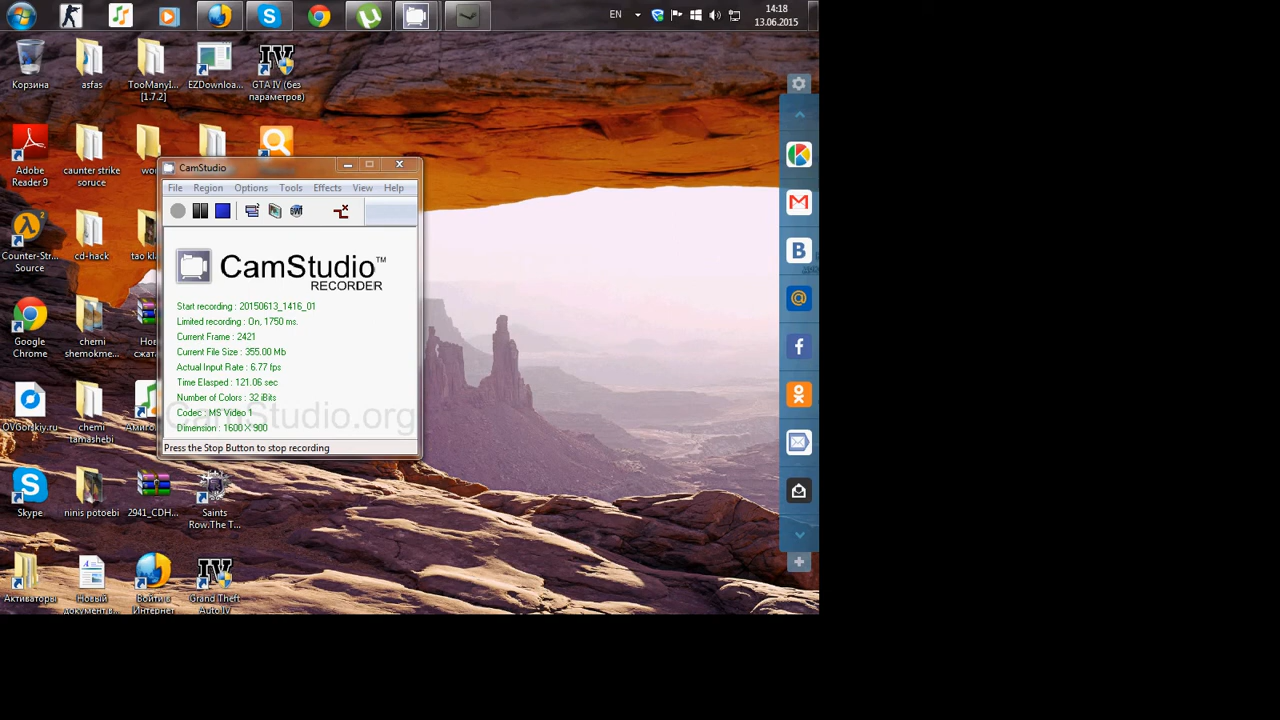 EN
14:18
13.06.2015
Корзина
asfas
TooManyI...
[1.7.2]
EZDownloa...
GTA IV (без
параметров)
Adobe
Reader 9
caunter strike
soruce
Counter-Str...
Source
cd-hack
Google
Chrome
chemi
shemokme...
OVGorskiy.ru
chemi
tamashebi
Skype
ninis potoebi
2941_CDH...
Saints
Row.The T...
Активаторы
Новый
документ в...
Войти в
Интернет
Grand Theft
Auto IV
CamStudio
File Region Options Tools Effects View Help
CamStudio™
RECORDER
Start recording : 20150613_1416_01
Limited recording : On, 1750 ms.
Current Frame : 2421
Current File Size : 355.00 Mb
Actual Input Rate : 6.77 fps
Time Elasped : 121.06 sec
Number of Colors : 32 iBits
Codec : MS Video 1
Dimension : 1600 X 900
CamStudio.org
Press the Stop Button to stop recording